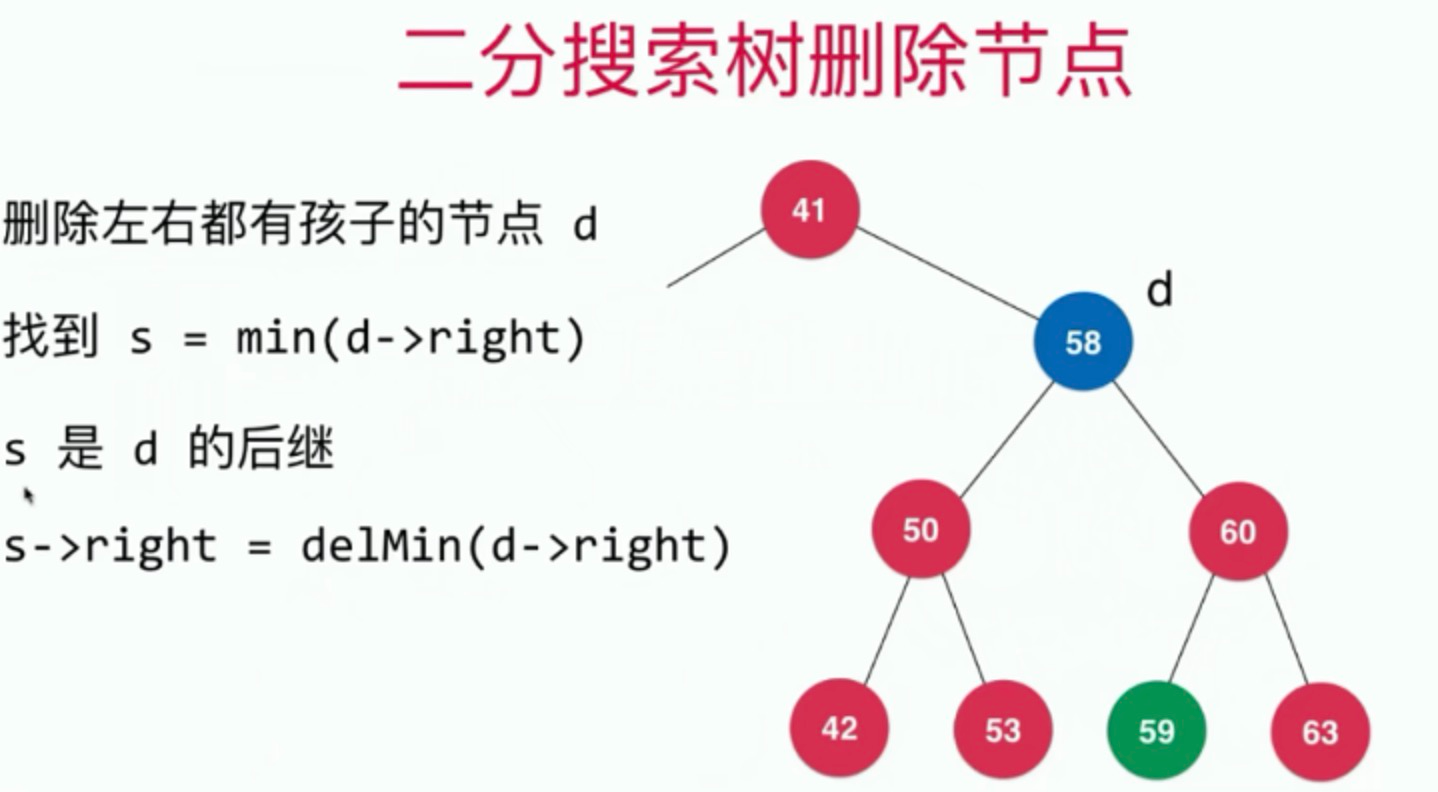 二分搜索树删除节点
删除左右都有孩子的节点 d
找到 s = min(d->right)
s 是 d 的后继
s->right = delMin(d->right)
41
d
58
50
60
42
53
59
63